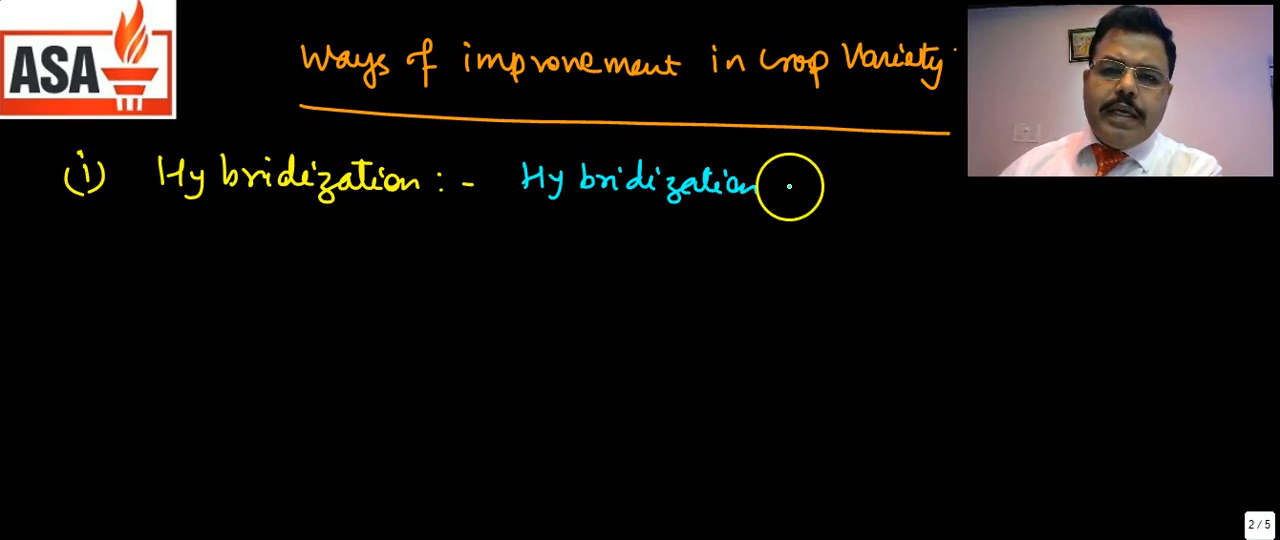 ASA
Ways of improvement in crop Variety
(i) Hybridization :- Hybridization
2/5